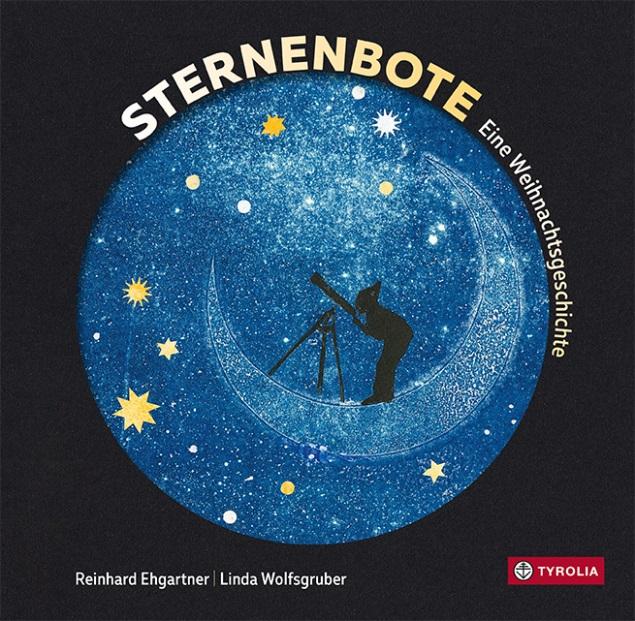 STERNENBOTE
Eine Weihnachtsgeschichte
Reinhard Ehgartner | Linda Wolfsgruber
TYROLIA